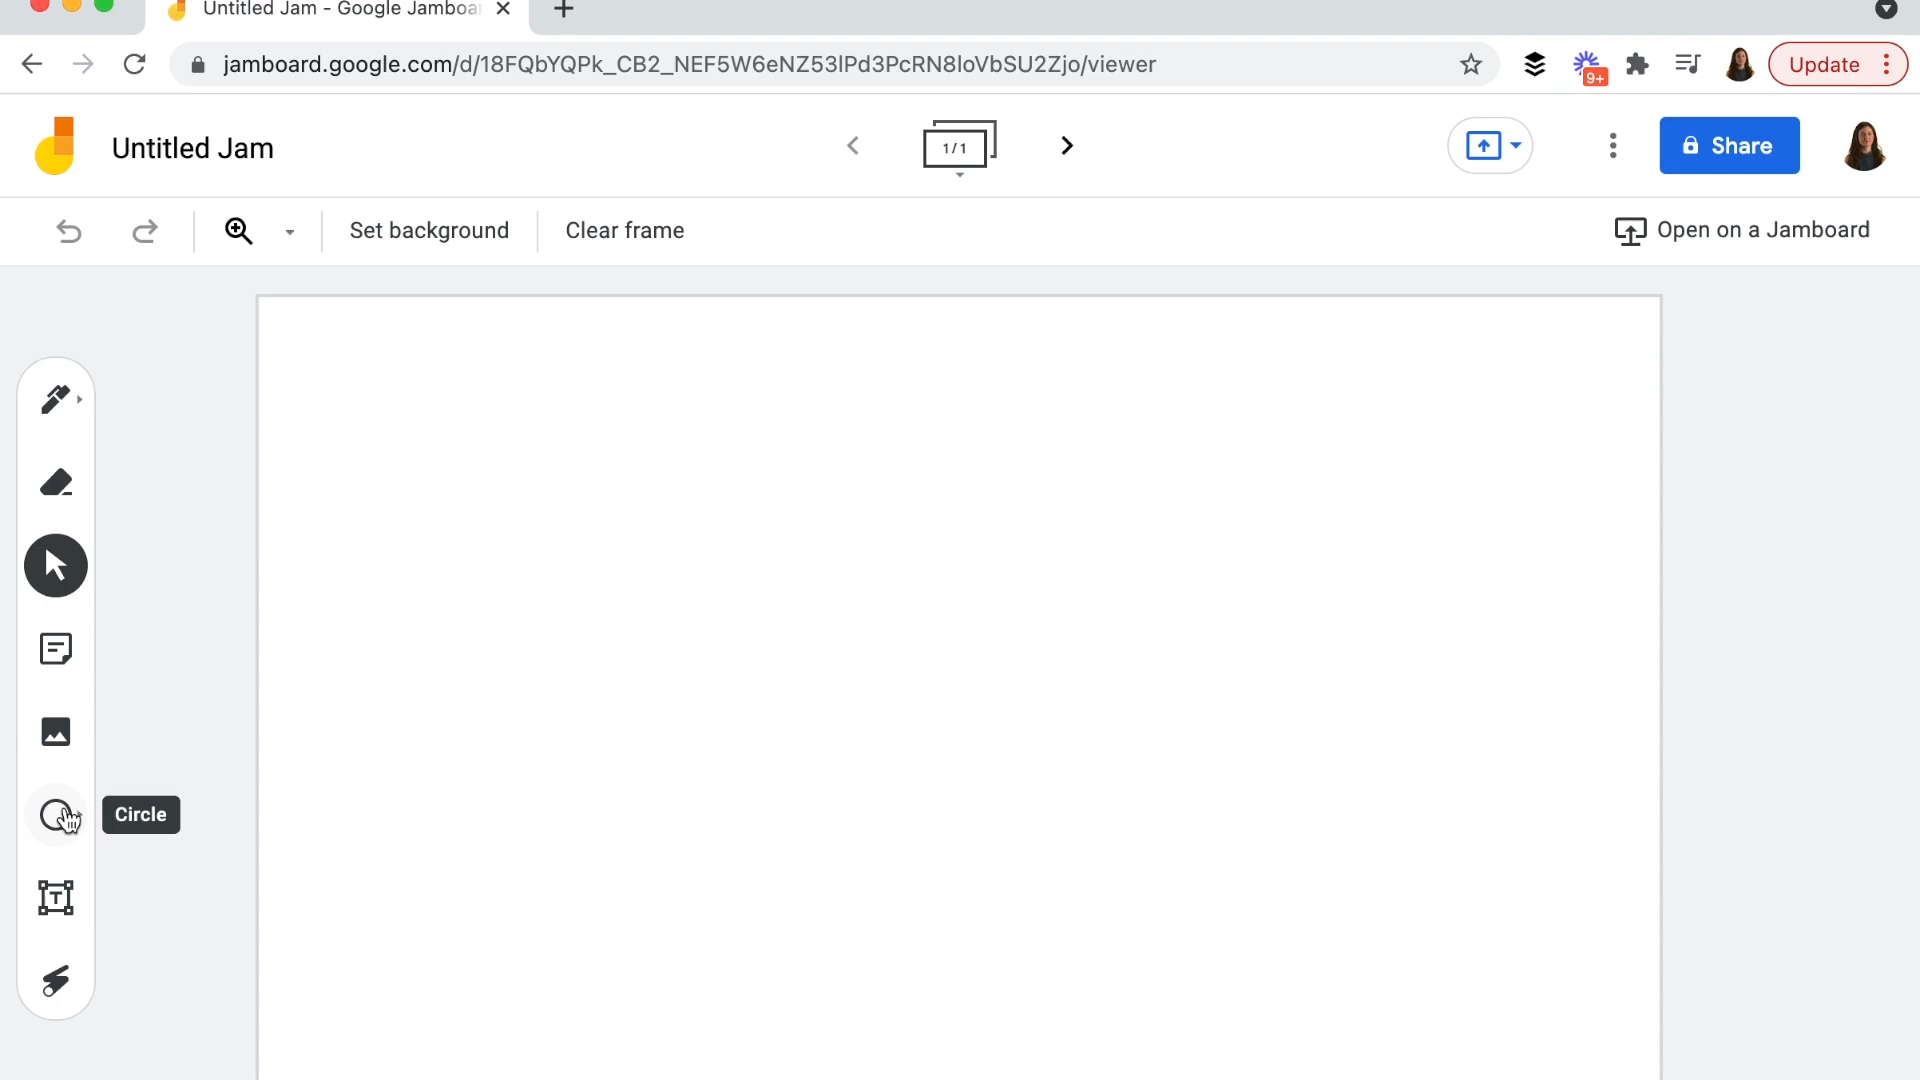 Untitled Jam - Google Jamboar
jamboard.google.com/d/18FQbYQPk_CB2_NEF5W6eNZ53lPd3PcRN8loVbSU2Zjo/viewer
9+
Update
Untitled Jam
1/1
Share
Set background
Clear frame
Open on a Jamboard
Circle
T